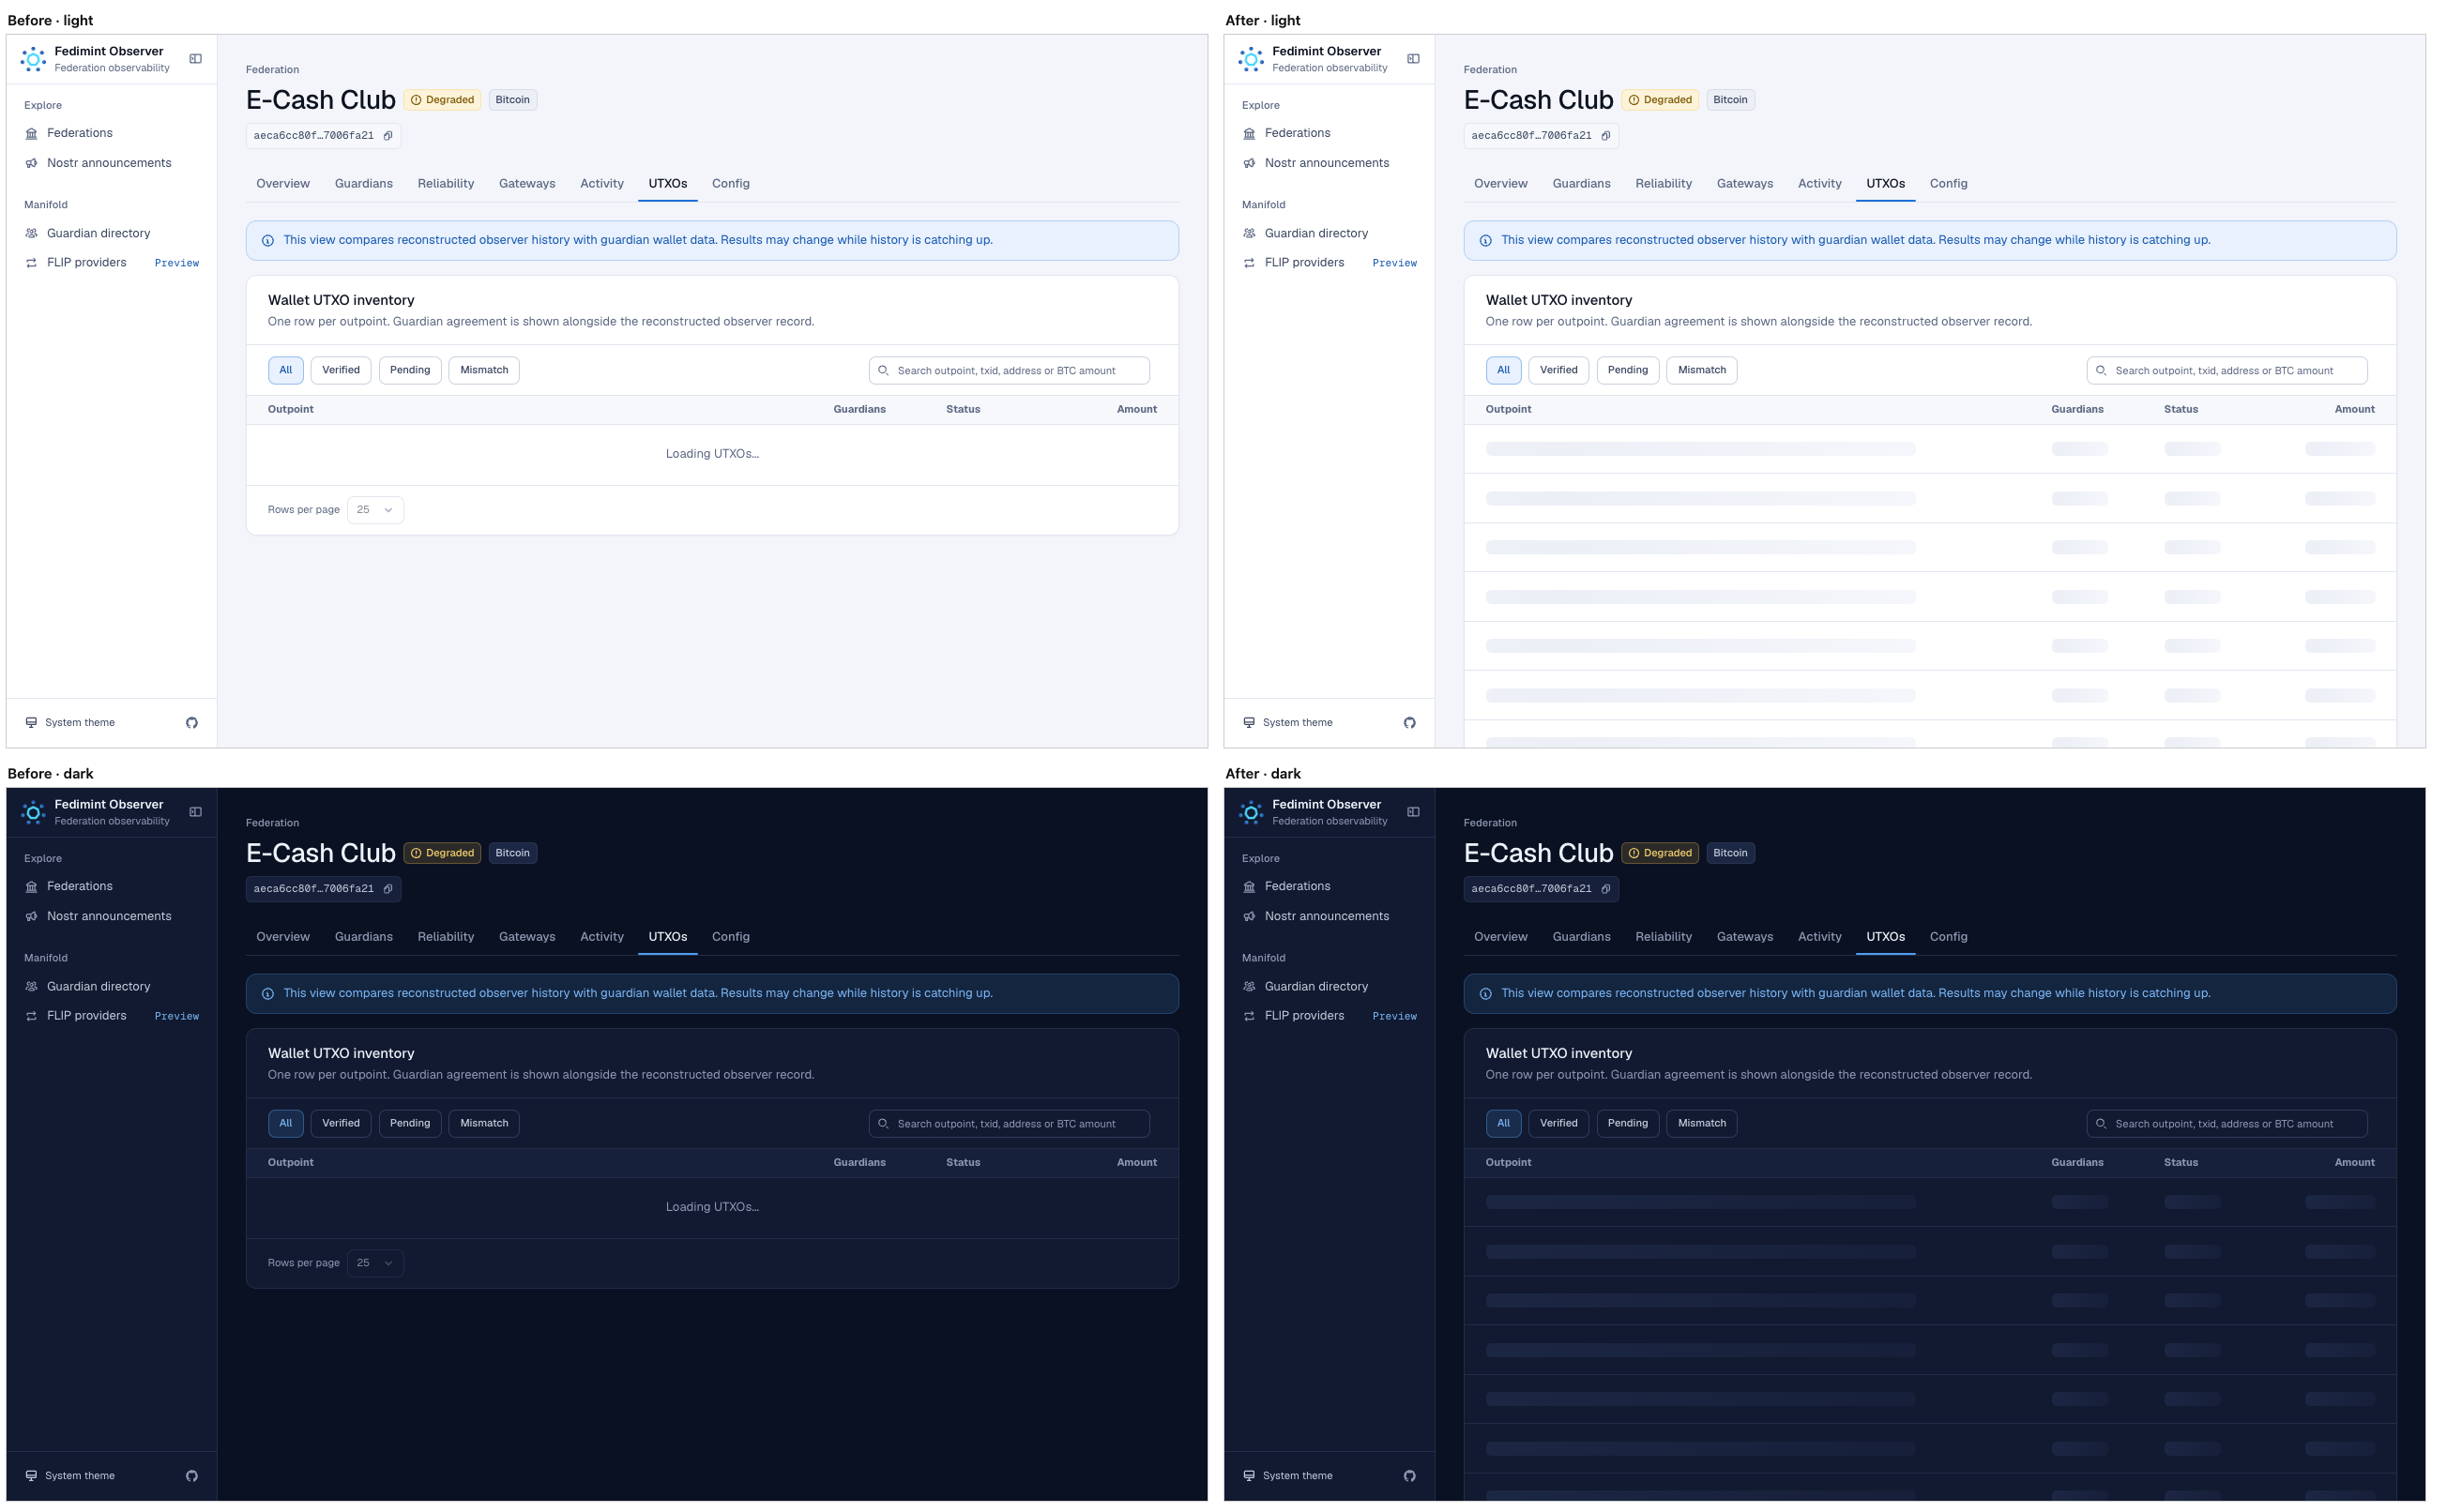 Before · light
Fedimint Observer
Federation observability
Explore
Federations
Nostr announcements
Manifold
Guardian directory
FLIP providers Preview
System theme
Federation
E-Cash Club Degraded Bitcoin
aeca6cc80f…7006fa21
Overview Guardians Reliability Gateways Activity UTXOs Config
This view compares reconstructed observer history with guardian wallet data. Results may change while history is catching up.
Wallet UTXO inventory
One row per outpoint. Guardian agreement is shown alongside the reconstructed observer record.
All Verified Pending Mismatch Search outpoint, txid, address or BTC amount
Outpoint Guardians Status Amount
Loading UTXOs…
Rows per page 25
After · light
Fedimint Observer
Federation observability
Explore
Federations
Nostr announcements
Manifold
Guardian directory
FLIP providers Preview
System theme
Federation
E-Cash Club Degraded Bitcoin
aeca6cc80f…7006fa21
Overview Guardians Reliability Gateways Activity UTXOs Config
This view compares reconstructed observer history with guardian wallet data. Results may change while history is catching up.
Wallet UTXO inventory
One row per outpoint. Guardian agreement is shown alongside the reconstructed observer record.
All Verified Pending Mismatch Search outpoint, txid, address or BTC amount
Outpoint Guardians Status Amount
Before · dark
Fedimint Observer
Federation observability
Explore
Federations
Nostr announcements
Manifold
Guardian directory
FLIP providers Preview
System theme
Federation
E-Cash Club Degraded Bitcoin
aeca6cc80f…7006fa21
Overview Guardians Reliability Gateways Activity UTXOs Config
This view compares reconstructed observer history with guardian wallet data. Results may change while history is catching up.
Wallet UTXO inventory
One row per outpoint. Guardian agreement is shown alongside the reconstructed observer record.
All Verified Pending Mismatch Search outpoint, txid, address or BTC amount
Outpoint Guardians Status Amount
Loading UTXOs…
Rows per page 25
After · dark
Fedimint Observer
Federation observability
Explore
Federations
Nostr announcements
Manifold
Guardian directory
FLIP providers Preview
System theme
Federation
E-Cash Club Degraded Bitcoin
aeca6cc80f…7006fa21
Overview Guardians Reliability Gateways Activity UTXOs Config
This view compares reconstructed observer history with guardian wallet data. Results may change while history is catching up.
Wallet UTXO inventory
One row per outpoint. Guardian agreement is shown alongside the reconstructed observer record.
All Verified Pending Mismatch Search outpoint, txid, address or BTC amount
Outpoint Guardians Status Amount